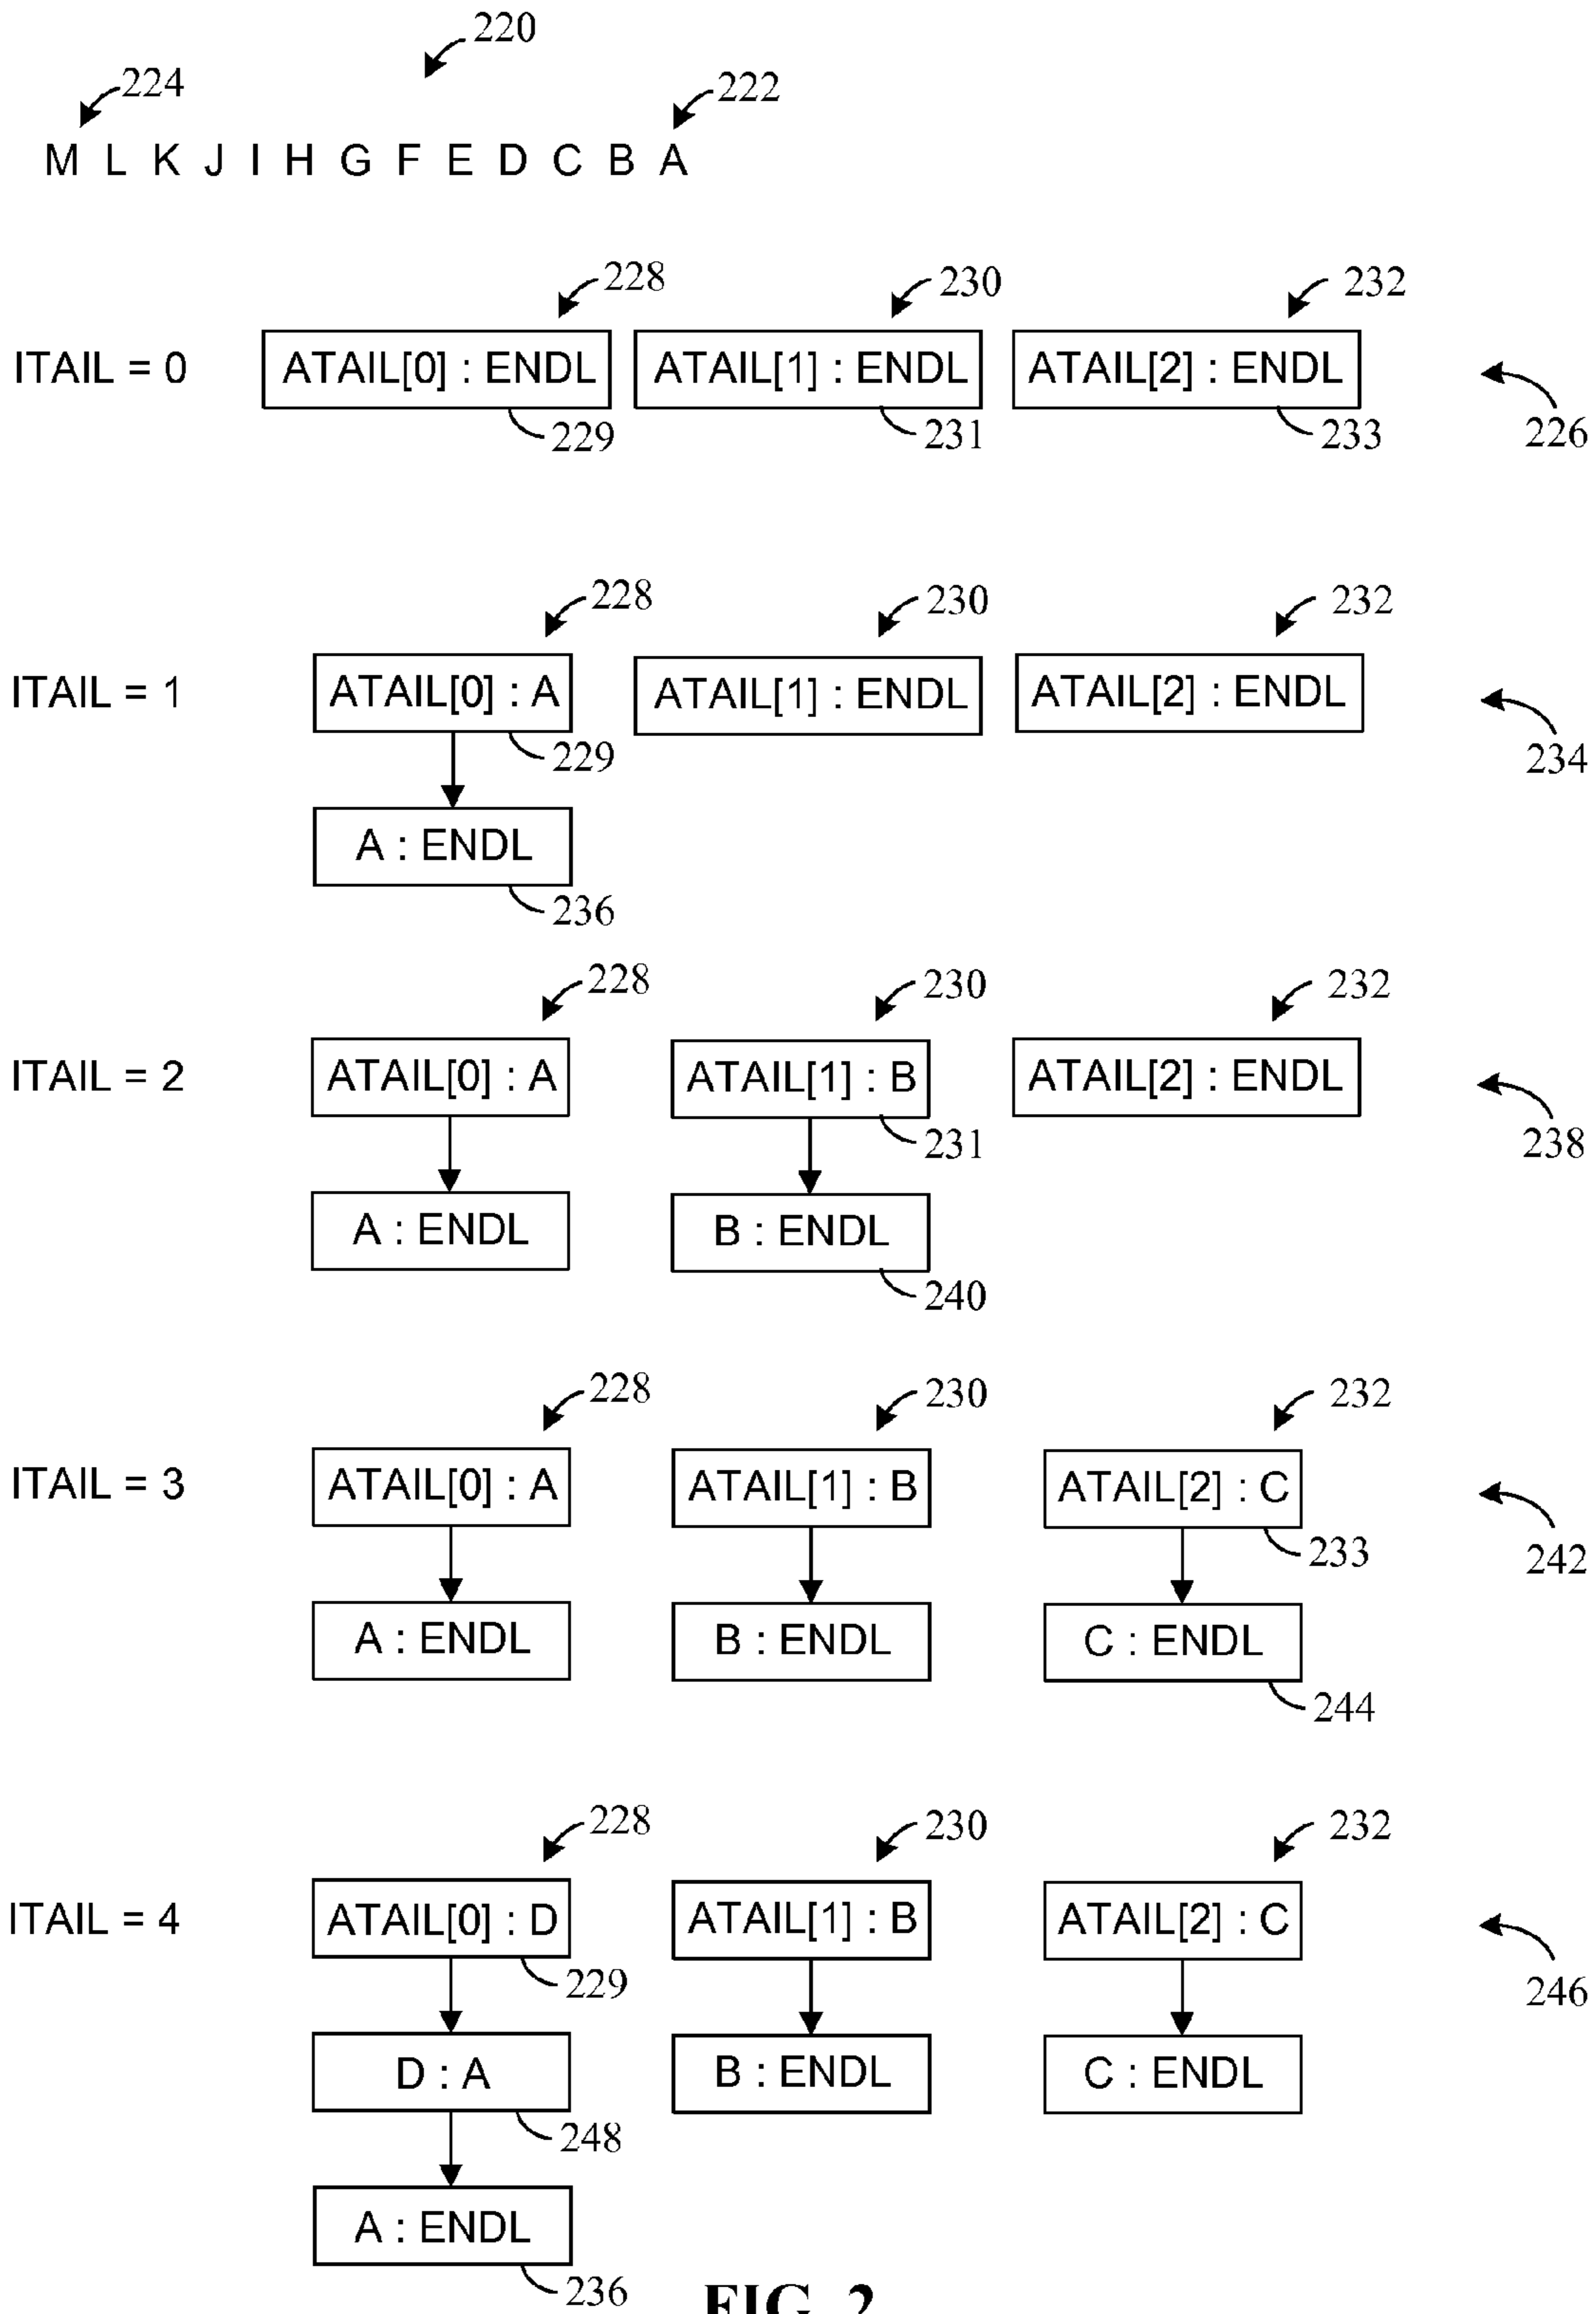 220
224
222
M L K J I H G F E D C B A
228 230 232
ITAIL = 0 ATAIL[0] : ENDL ATAIL[1] : ENDL ATAIL[2] : ENDL
229 231 233 226
228 230 232
ITAIL = 1 ATAIL[0] : A ATAIL[1] : ENDL ATAIL[2] : ENDL
229 234
A : ENDL
236
228 230 232
ITAIL = 2 ATAIL[0] : A ATAIL[1] : B ATAIL[2] : ENDL
231 238
A : ENDL B : ENDL
240
228 230 232
ITAIL = 3 ATAIL[0] : A ATAIL[1] : B ATAIL[2] : C
233 242
A : ENDL B : ENDL C : ENDL
244
228 230 232
ITAIL = 4 ATAIL[0] : D ATAIL[1] : B ATAIL[2] : C
229 246
D : A B : ENDL C : ENDL
248
A : ENDL
236
FIG. 2